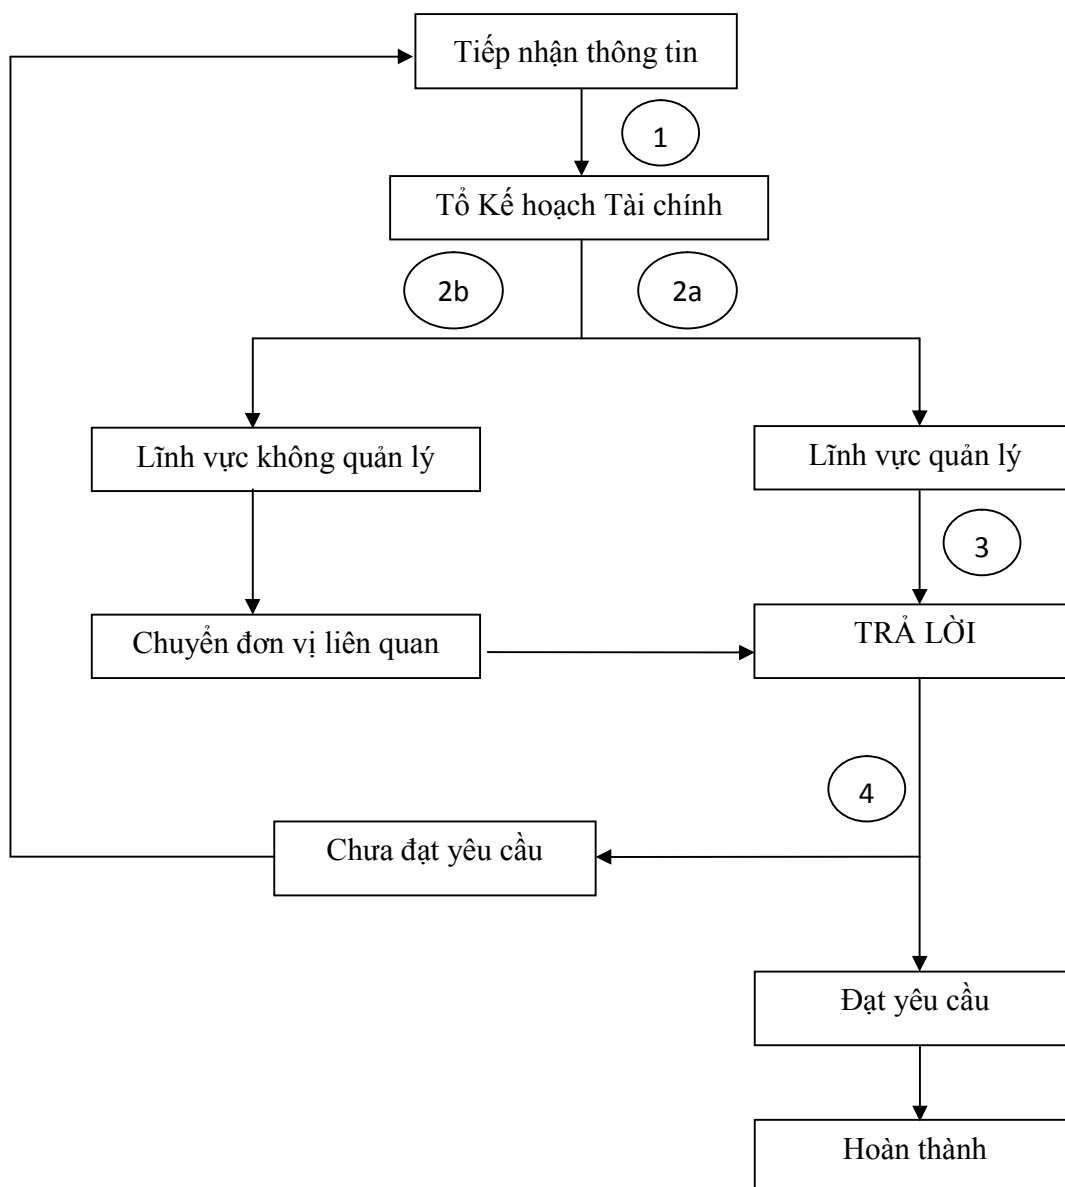 Tiếp nhận thông tin
1
Tổ Kế hoạch Tài chính
2b
2a
Lĩnh vực không quản lý
Lĩnh vực quản lý
3
Chuyển đơn vị liên quan
TRẢ LỜI
4
Chưa đạt yêu cầu
Đạt yêu cầu
Hoàn thành